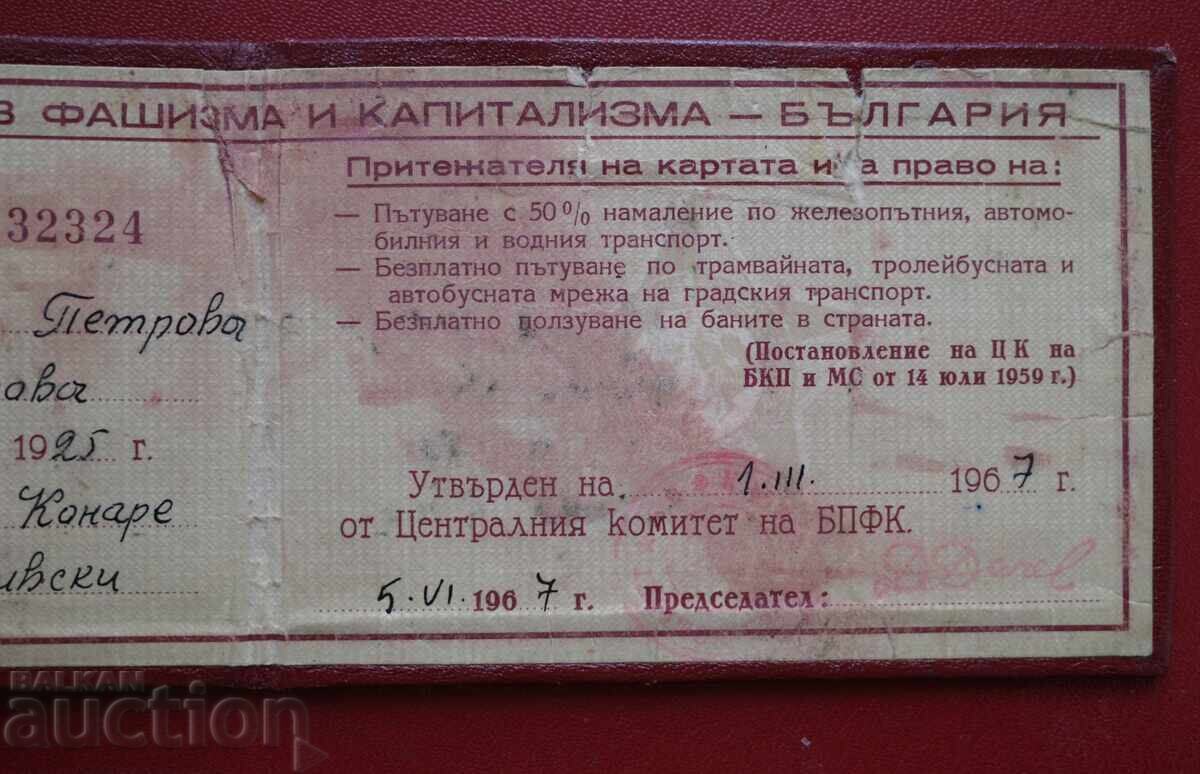 В ФАШИЗМА И КАПИТАЛИЗМА — БЪЛГАРИЯ
32324
Петрова
ова
1925 г.
Конаре
ивски
Притежателя на картата има право на:
— Пътуване с 50% намаление по железопътния, автомо-
билния и водния транспорт.
— Безплатно пътуване по трамвайната, тролейбусната и
автобусната мрежа на градския транспорт.
— Безплатно ползуване на баните в страната.
(Постановление на ЦК на
БКП и МС от 14 юли 1959 г.)
Утвърден на 1.III. 1967 г.
от Централния комитет на БПФК.
5.VI. 1967 г. Председател:
BALKAN
auction